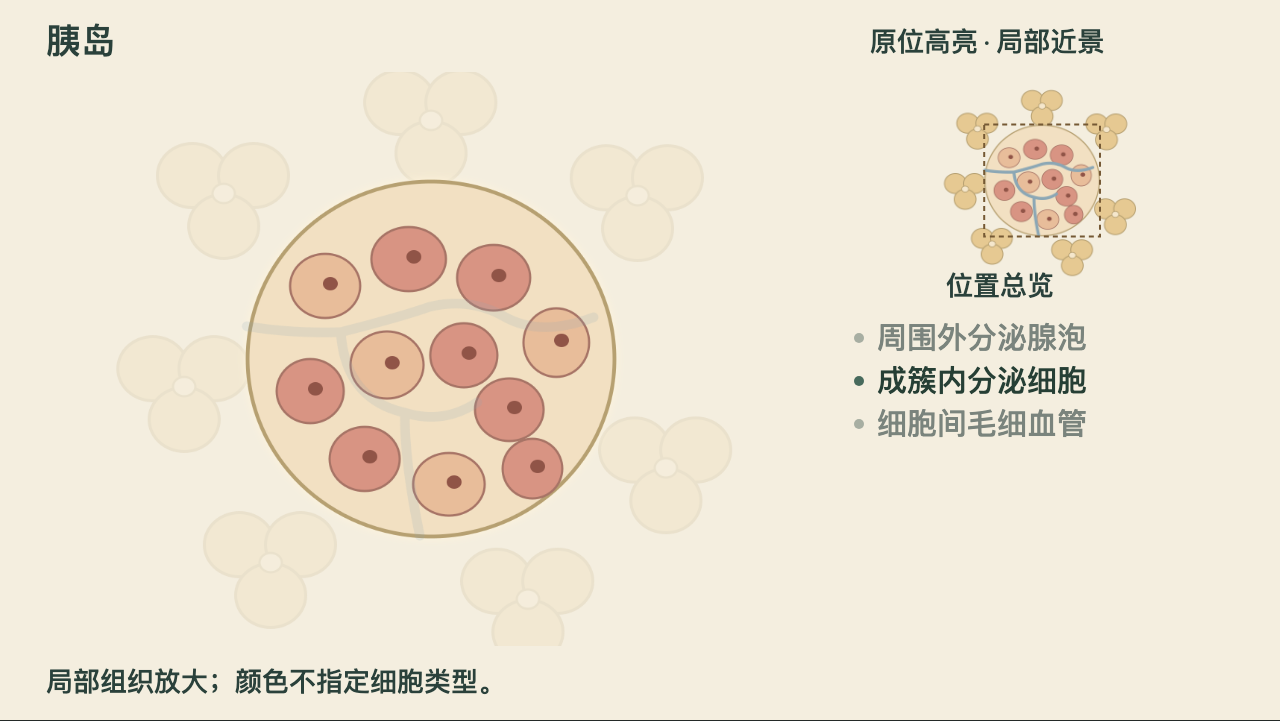 胰岛
原位高亮 · 局部近景
位置总览
周围外分泌腺泡
成簇内分泌细胞
细胞间毛细血管
局部组织放大；颜色不指定细胞类型。